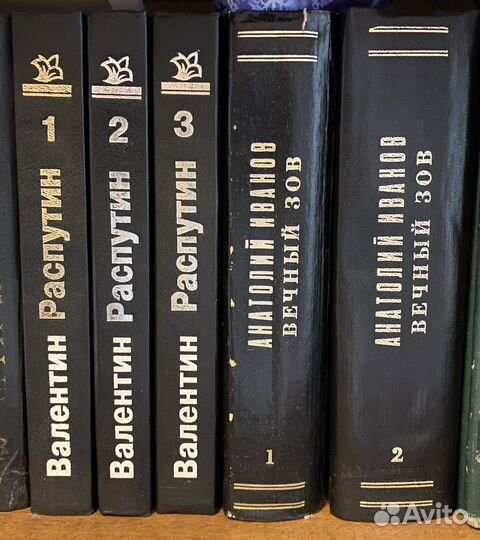 1
Валентин Распутин
2
Валентин Распутин
3
Валентин Распутин
АНАТОЛИЙ ИВАНОВ
ВЕЧНЫЙ ЗОВ
1
АНАТОЛИЙ ИВАНОВ
ВЕЧНЫЙ ЗОВ
2
Avito